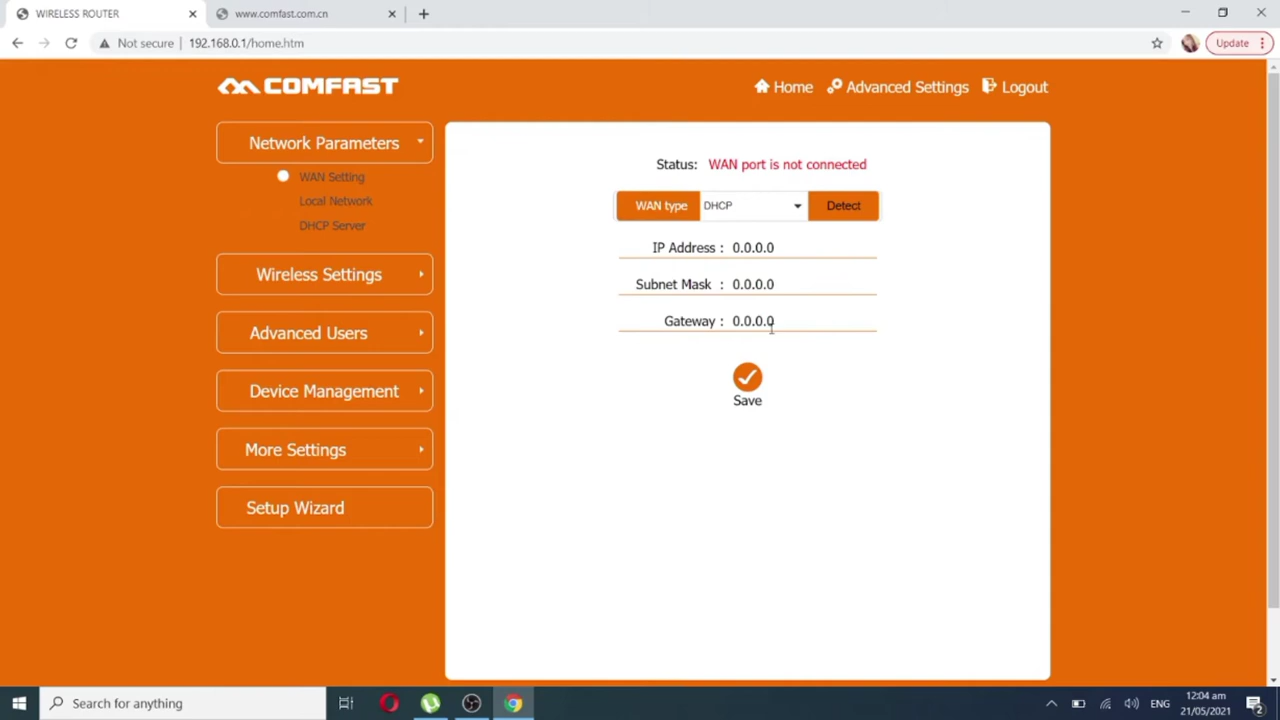 WIRELESS ROUTER
www.comfast.com.cn
Not secure 192.168.0.1/home.htm
Update
COMFAST
Home Advanced Settings Logout
Network Parameters
WAN Setting
Local Network
DHCP Server
Wireless Settings
Advanced Users
Device Management
More Settings
Setup Wizard
Status: WAN port is not connected
WAN type DHCP Detect
IP Address : 0.0.0.0
Subnet Mask : 0.0.0.0
Gateway : 0.0.0.0
Save
Search for anything
ENG
12:04 am
21/05/2021
2